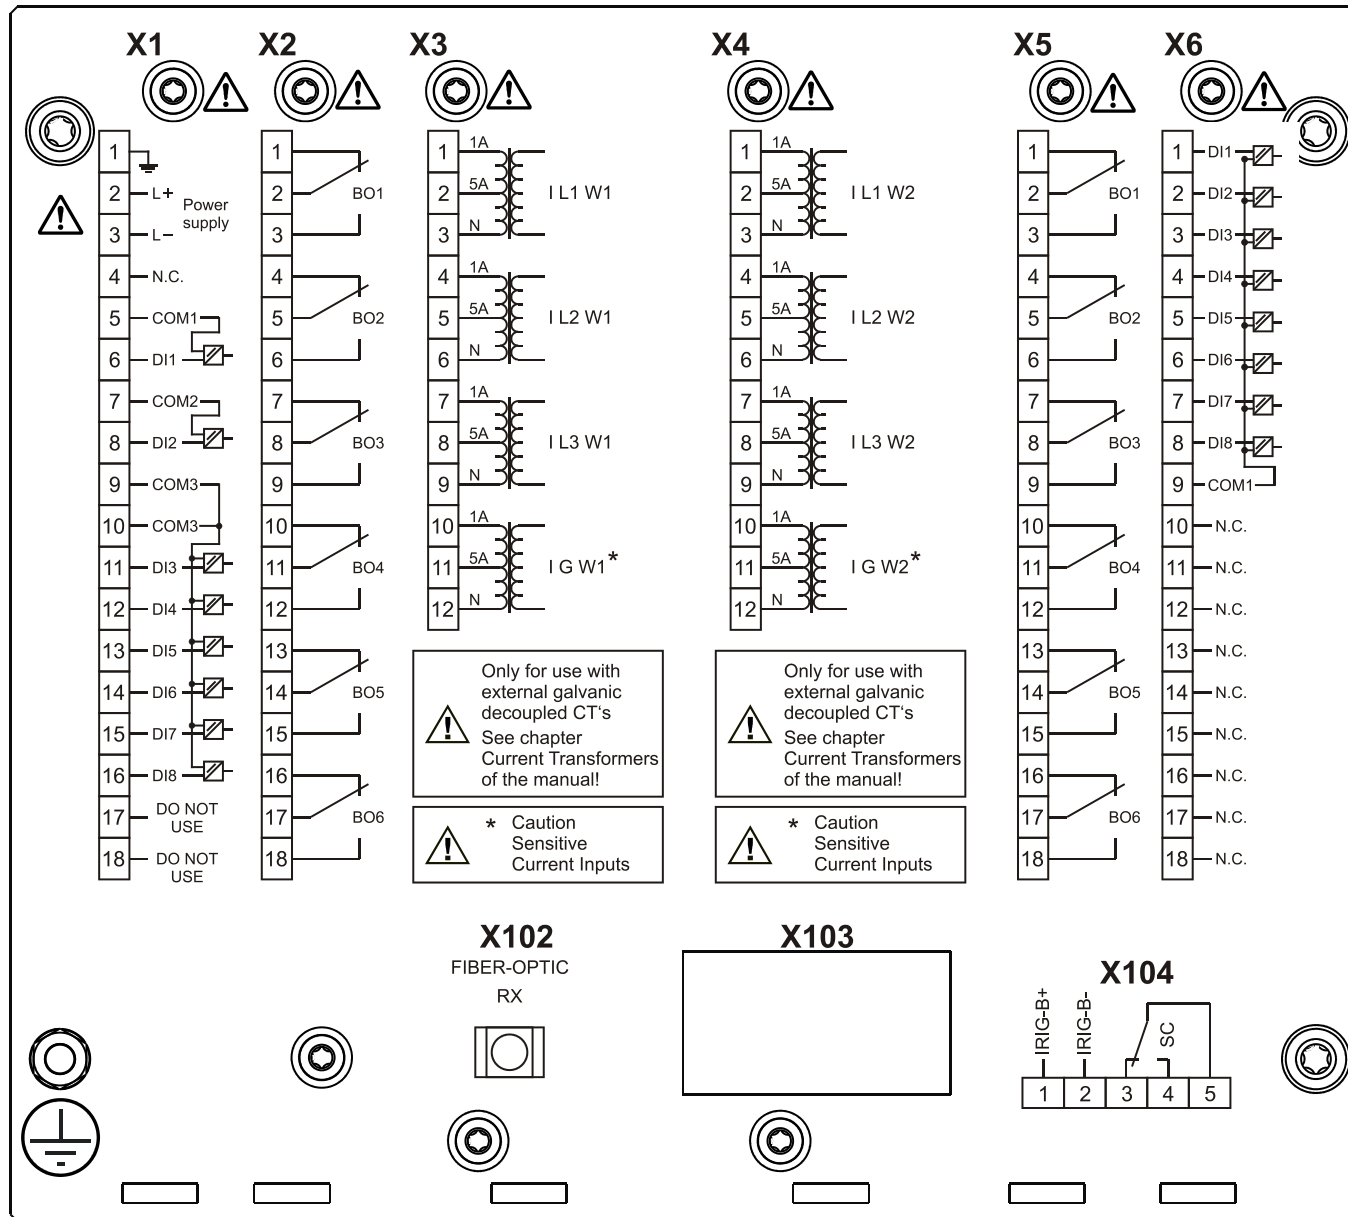 X1 X2 X3 X4 X5 X6
1
2 L+ Power
supply
3 L–
4 N.C.
5 COM1
6 DI1
7 COM2
8 DI2
9 COM3
10 COM3
11 DI3
12 DI4
13 DI5
14 DI6
15 DI7
16 DI8
17 DO NOT
USE
18 DO NOT
USE
1
2 BO1
3
4
5 BO2
6
7
8 BO3
9
10
11 BO4
12
13
14 BO5
15
16
17 BO6
18
1 1A
2 5A I L1 W1
3 N
4 1A
5 5A I L2 W1
6 N
7 1A
8 5A I L3 W1
9 N
10 1A
11 5A I G W1*
12 N
Only for use with
external galvanic
decoupled CT‘s
See chapter
Current Transformers
of the manual!
* Caution
Sensitive
Current Inputs
1 1A
2 5A I L1 W2
3 N
4 1A
5 5A I L2 W2
6 N
7 1A
8 5A I L3 W2
9 N
10 1A
11 5A I G W2*
12 N
Only for use with
external galvanic
decoupled CT‘s
See chapter
Current Transformers
of the manual!
* Caution
Sensitive
Current Inputs
1
2 BO1
3
4
5 BO2
6
7
8 BO3
9
10
11 BO4
12
13
14 BO5
15
16
17 BO6
18
1 DI1
2 DI2
3 DI3
4 DI4
5 DI5
6 DI6
7 DI7
8 DI8
9 COM1
10 N.C.
11 N.C.
12 N.C.
13 N.C.
14 N.C.
15 N.C.
16 N.C.
17 N.C.
18 N.C.
X102
FIBER-OPTIC
RX
X103
X104
IRIG-B+
IRIG-B-
SC
1 2 3 4 5